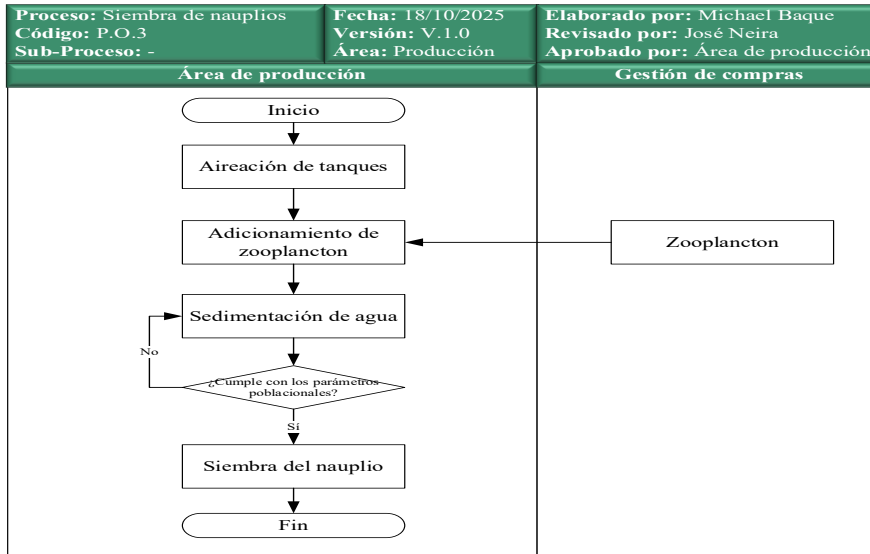 Proceso: Siembra de nauplios
Código: P.O.3
Sub-Proceso: -
Fecha: 18/10/2025
Versión: V.1.0
Área: Producción
Elaborado por: Michael Baque
Revisado por: José Neira
Aprobado por: Área de producción
Área de producción
Gestión de compras
Inicio
Aireación de tanques
Adicionamiento de
zooplancton
Zooplancton
Sedimentación de agua
No
¿Cumple con los parámetros
poblacionales?
Sí
Siembra del nauplio
Fin